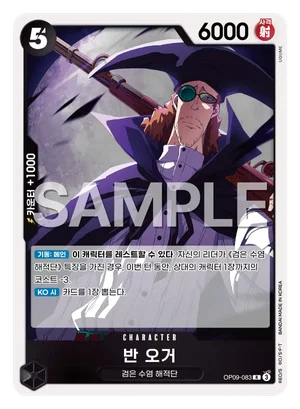 5
6000
사격
射
⚡카운터 +1000
SAMPLE
기동: 메인 이 캐릭터를 레스트할 수 있다: 자신의 리더가 《검은 수염
해적단》 특징을 가진 경우, 이번 턴 동안, 상대의 캐릭터 1장까지의
코스트 -3.
KO 시 카드를 1장 뽑는다.
CHARACTER
반 오거
검은 수염 해적단
OP09-083 R 3